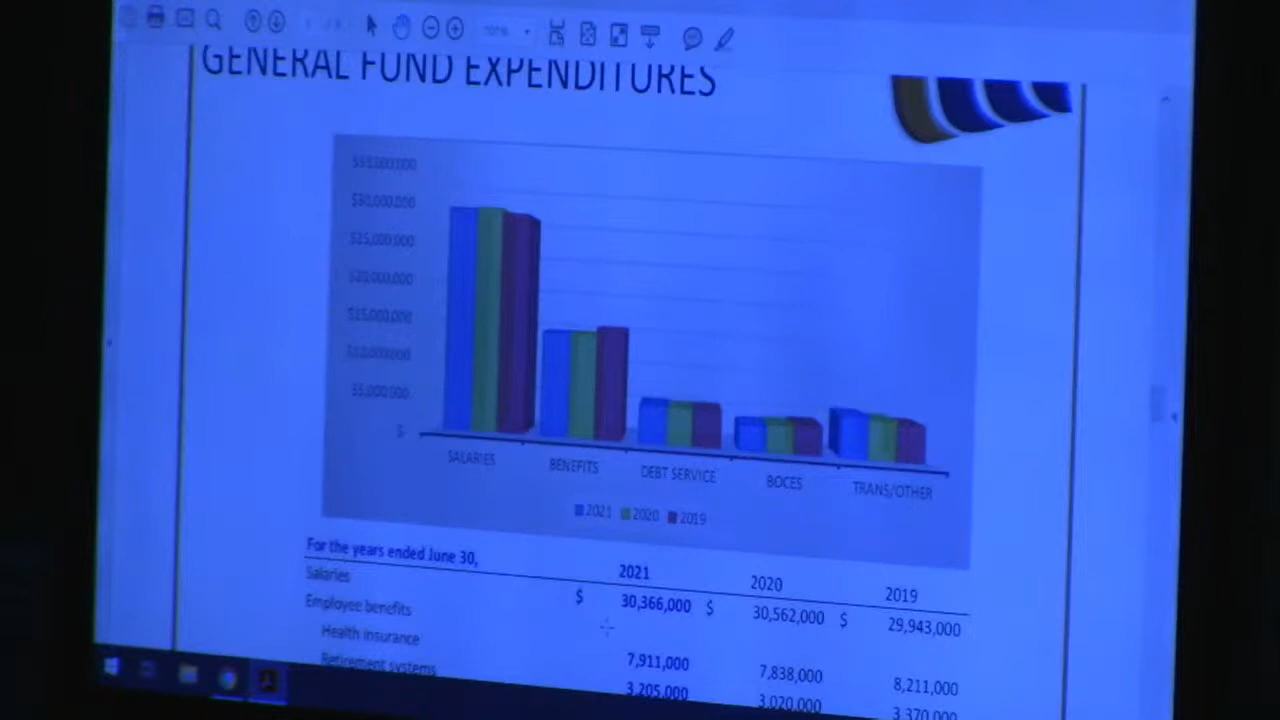 GENERAL FUND EXPENDITURES
$30,000,000
$25,000,000
$20,000,000
$15,000,000
$10,000,000
$5,000,000
$
SALARIES BENEFITS DEBT SERVICE BOCES TRANS/OTHER
2021 2020 2019
For the years ended June 30, 2021 2020 2019
Salaries $ 30,366,000 $ 30,562,000 $ 29,943,000
Employee benefits
Health insurance 7,911,000 7,838,000 8,211,000
Retirement systems 3,205,000 3,020,000 3,370,000